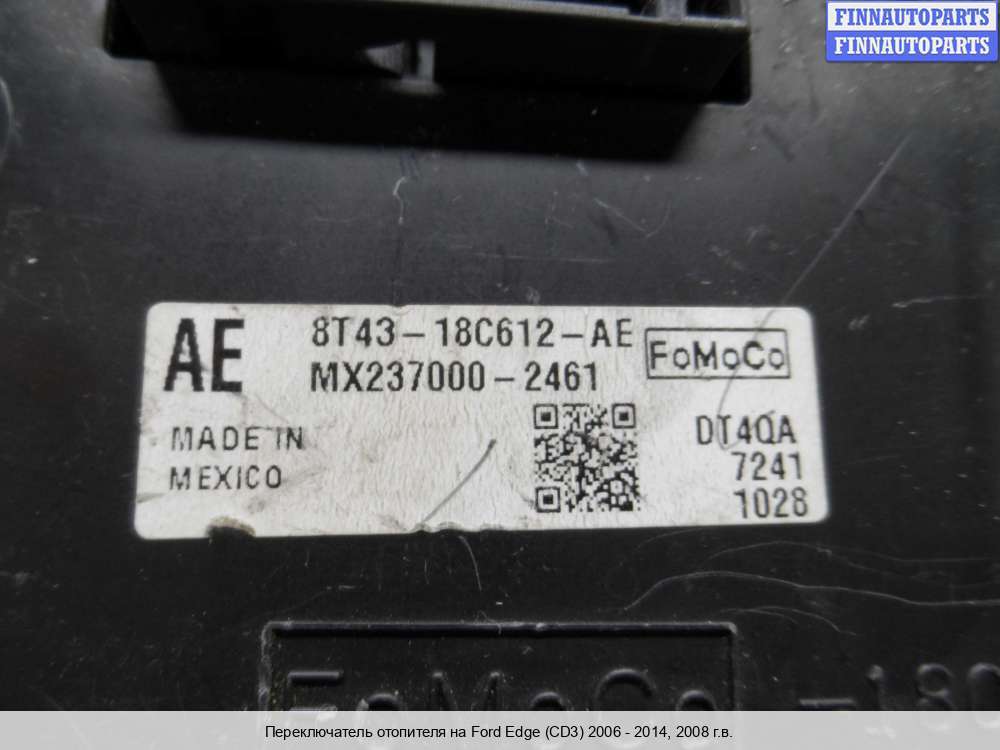 FINNAUTOPARTS
FINNAUTOPARTS
AE
8T43-18C612-AE
MX237000-2461
FoMoCo
MADE IN
MEXICO
DT4QA
7241
1028
FoMoCo
Переключатель отопителя на Ford Edge (CD3) 2006 - 2014, 2008 г.в.